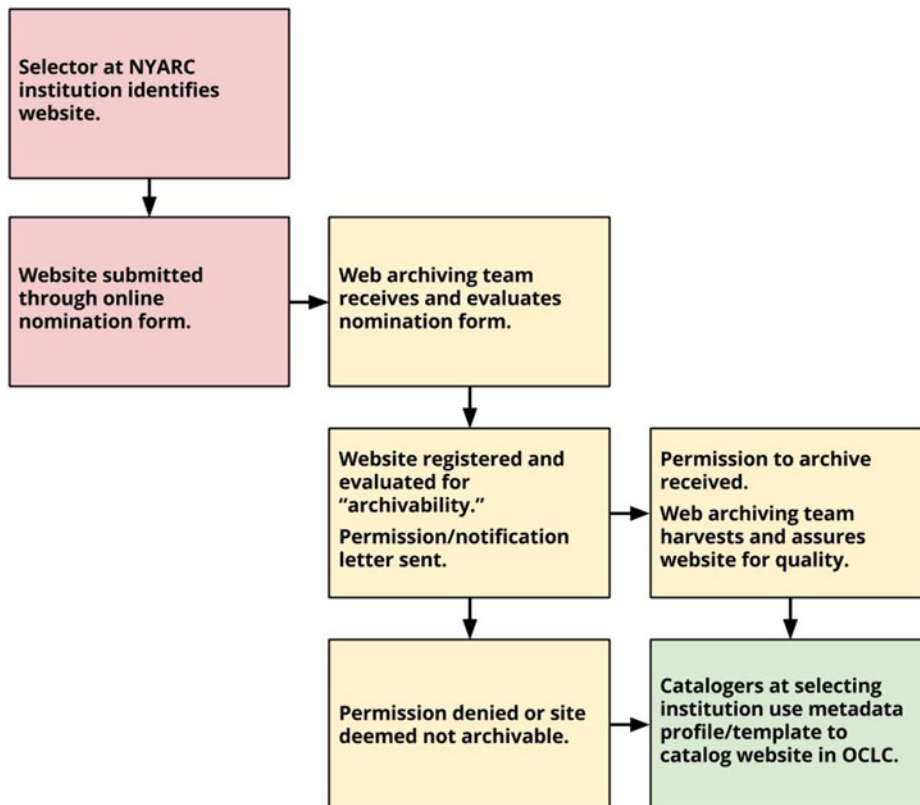 Selector at NYARC
institution identifies
website.
Website submitted
through online
nomination form.
Web archiving team
receives and evaluates
nomination form.
Website registered and
evaluated for
“archivability.”
Permission/notification
letter sent.
Permission to archive
received.
Web archiving team
harvests and assures
website for quality.
Permission denied or site
deemed not archivable.
Catalogers at selecting
institution use metadata
profile/template to
catalog website in OCLC.